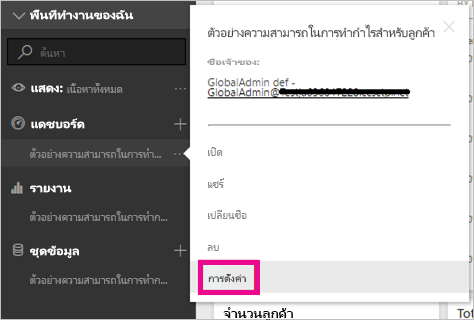 พื้นที่ทำงานของฉัน
ค้นหา
แสดง: เนื้อหาทั้งหมด
แดชบอร์ด
ตัวอย่างความสามารถในการทำ...
รายงาน
ตัวอย่างความสามารถในการทำก...
ชุดข้อมูล
ตัวอย่างความสามารถในการทำก...
ตัวอย่างความสามารถในการทำกำไรสำหรับลูกค้า
ชื่อเจ้าของ:
GlobalAdmin def -
GlobalAdmin@
เปิด
แชร์
เปลี่ยนชื่อ
ลบ
การตั้งค่า
จำนวนลูกค้า
Tot